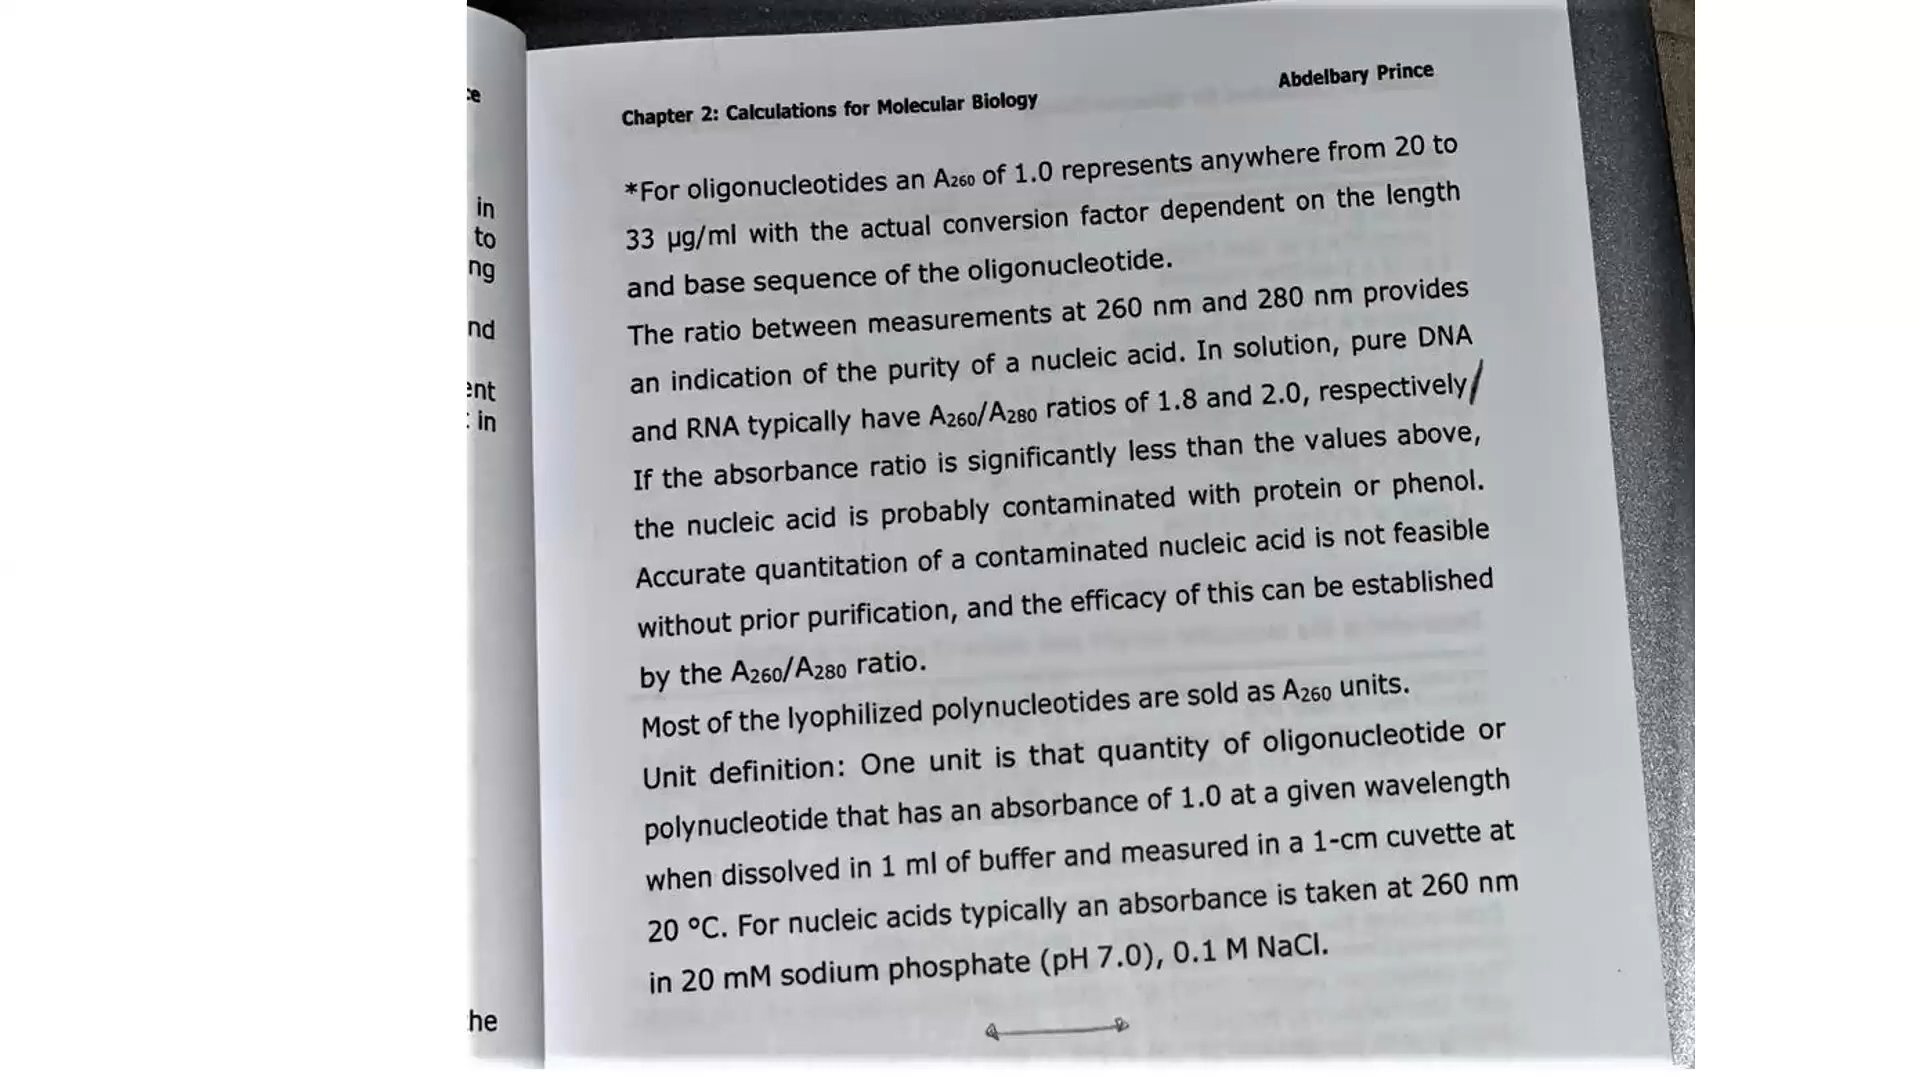 ce
in
to
ng
nd
ent
in
he
Chapter 2: Calculations for Molecular Biology
Abdelbary Prince
*For oligonucleotides an A260 of 1.0 represents anywhere from 20 to
33 µg/ml with the actual conversion factor dependent on the length
and base sequence of the oligonucleotide.
The ratio between measurements at 260 nm and 280 nm provides
an indication of the purity of a nucleic acid. In solution, pure DNA
and RNA typically have A260/A280 ratios of 1.8 and 2.0, respectively/
If the absorbance ratio is significantly less than the values above,
the nucleic acid is probably contaminated with protein or phenol.
Accurate quantitation of a contaminated nucleic acid is not feasible
without prior purification, and the efficacy of this can be established
by the A260/A280 ratio.
Most of the lyophilized polynucleotides are sold as A260 units.
Unit definition: One unit is that quantity of oligonucleotide or
polynucleotide that has an absorbance of 1.0 at a given wavelength
when dissolved in 1 ml of buffer and measured in a 1-cm cuvette at
20 °C. For nucleic acids typically an absorbance is taken at 260 nm
in 20 mM sodium phosphate (pH 7.0), 0.1 M NaCl.